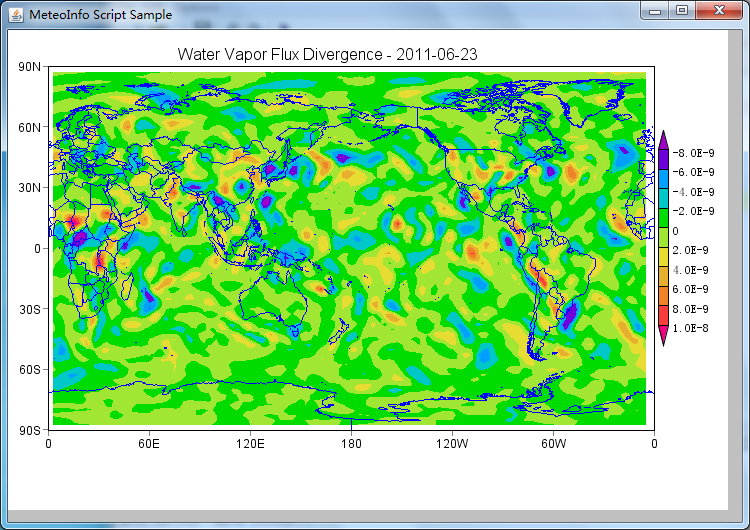 MeteoInfo Script Sample
Water Vapor Flux Divergence - 2011-06-23
90N
60N
30N
0
30S
60S
90S
0 60E 120E 180 120W 60W 0
-8.0E-9
-6.0E-9
-4.0E-9
-2.0E-9
0
2.0E-9
4.0E-9
6.0E-9
8.0E-9
1.0E-8